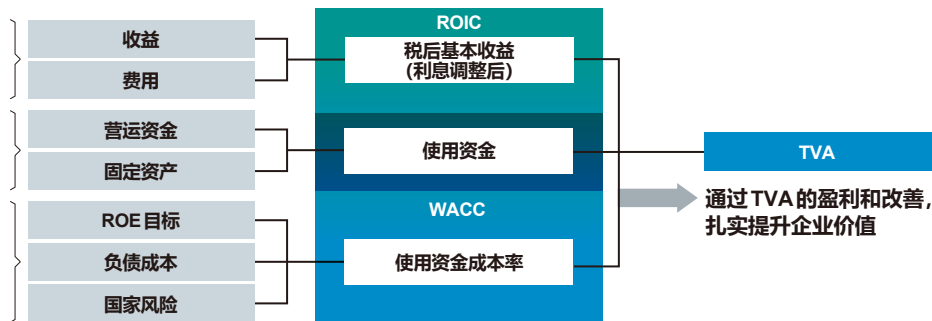 收益
费用
营运资金
固定资产
ROE目标
负债成本
国家风险
ROIC
税后基本收益
(利息调整后)
使用资金
WACC
使用资金成本率
TVA
通过TVA的盈利和改善,
扎实提升企业价值